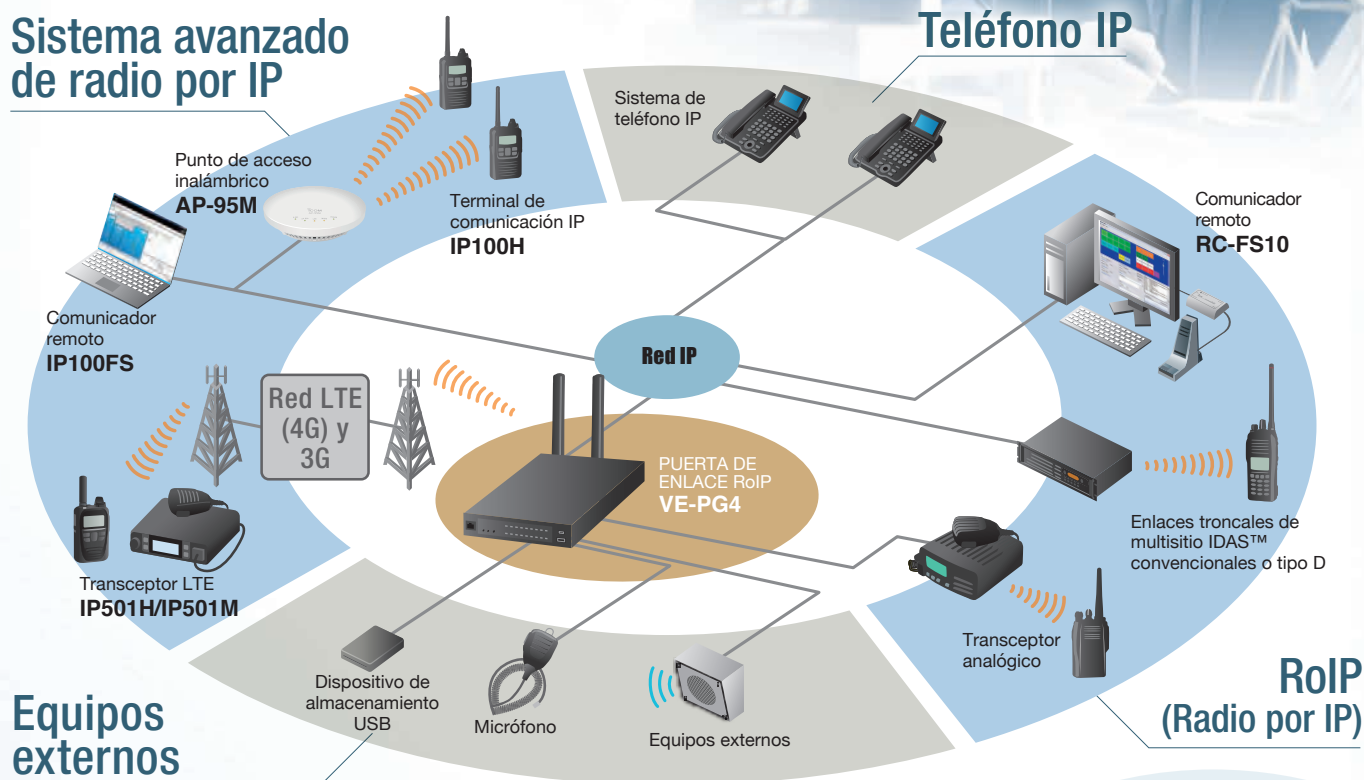 Sistema avanzado
de radio por IP
Teléfono IP
Sistema de
teléfono IP
Punto de acceso
inalámbrico
AP-95M
Terminal de
comunicación IP
IP100H
Comunicador
remoto
RC-FS10
Comunicador
remoto
IP100FS
Red IP
Red LTE
(4G) y
3G
PUERTA DE
ENLACE RoIP
VE-PG4
Enlaces troncales de
multisitio IDAS™
convencionales o tipo D
Transceptor LTE
IP501H/IP501M
Transceptor
analógico
Dispositivo de
almacenamiento
USB
Micrófono
Equipos externos
RoIP
(Radio por IP)
Equipos
externos